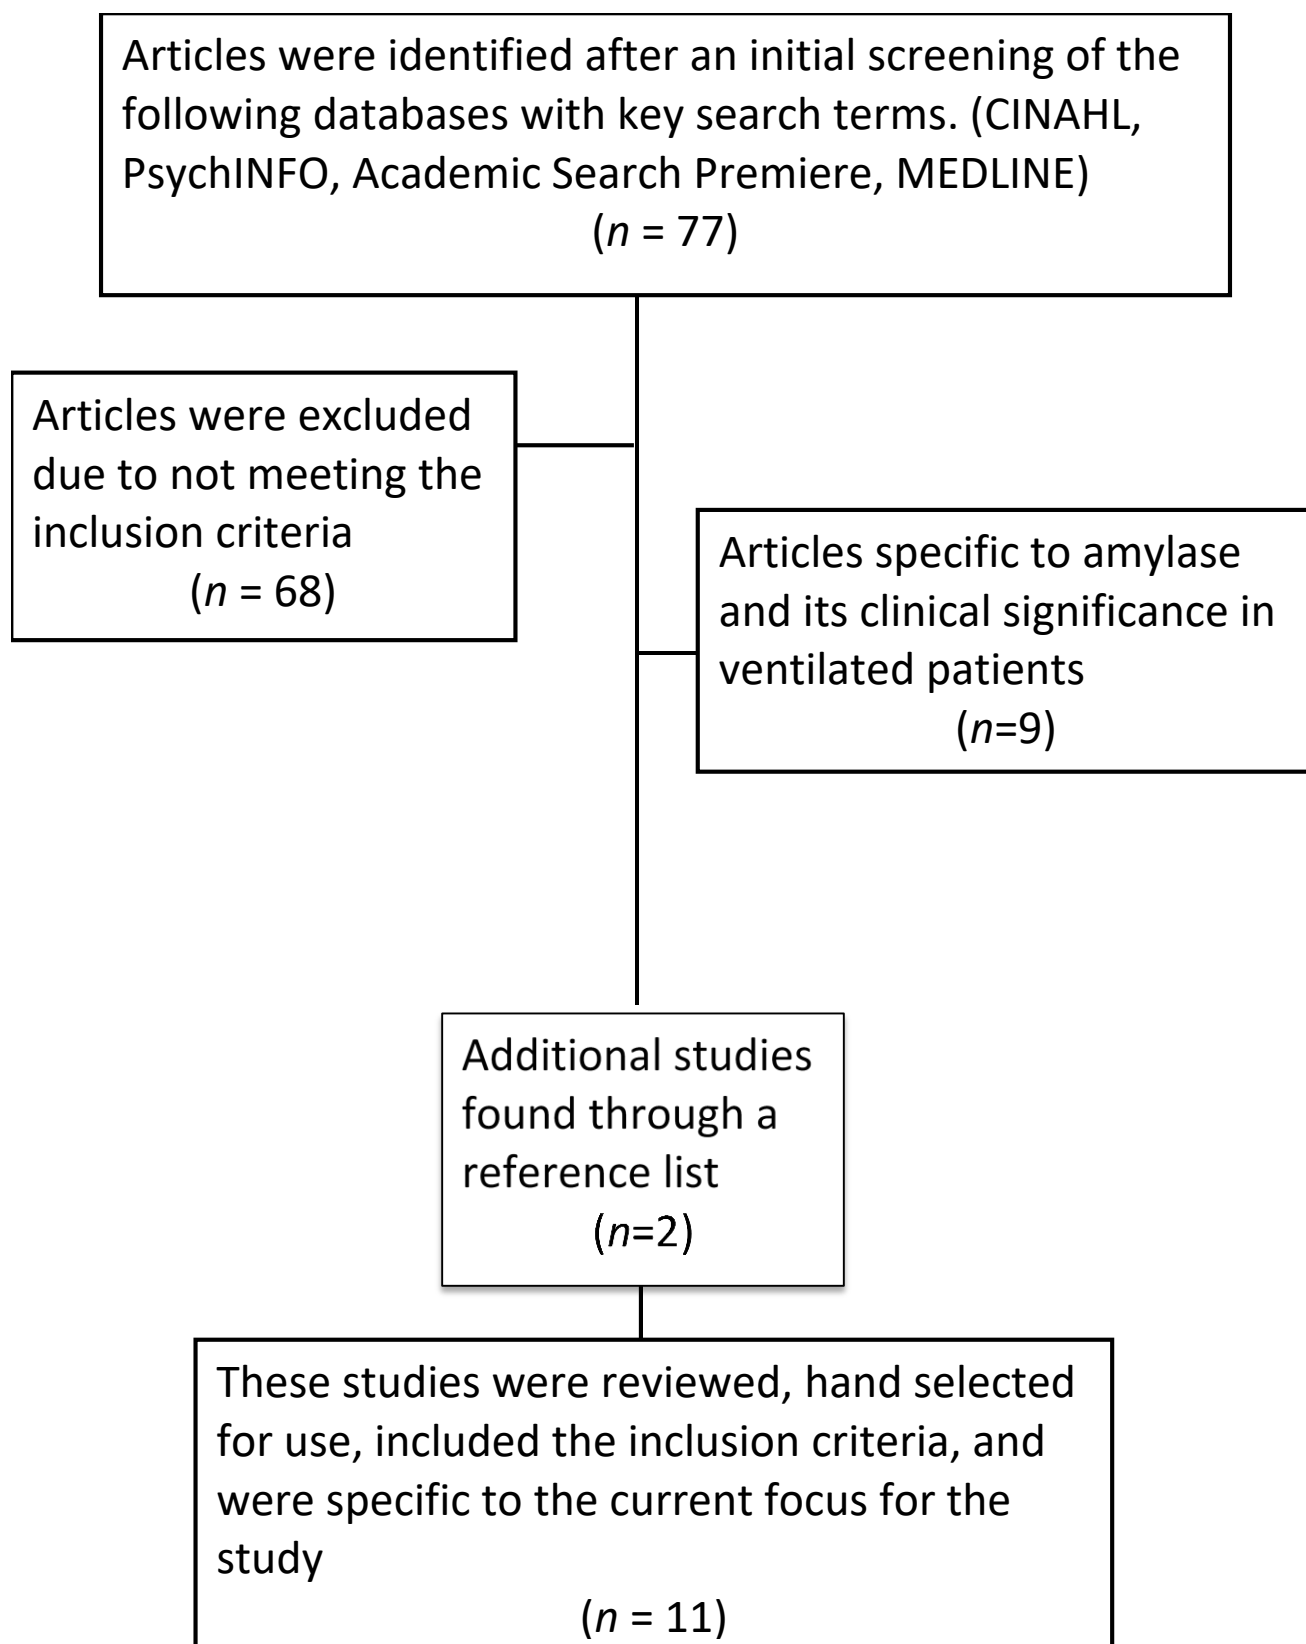 Articles were identified after an initial screening of the
following databases with key search terms. (CINAHL,
PsychINFO, Academic Search Premiere, MEDLINE)
(n = 77)
Articles were excluded
due to not meeting the
inclusion criteria
(n = 68)
Articles specific to amylase
and its clinical significance in
ventilated patients
(n=9)
Additional studies
found through a
reference list
(n=2)
These studies were reviewed, hand selected
for use, included the inclusion criteria, and
were specific to the current focus for the
study
(n = 11)